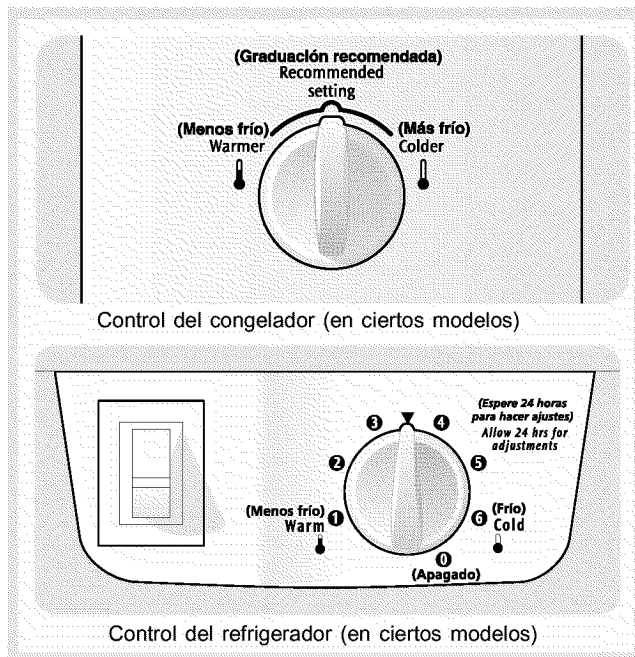 (Graduación recomendada)
Recommended
setting
(Menos frío)
Warmer
(Más frío)
Colder
Control del congelador (en ciertos modelos)
(Espere 24 horas
para hacer ajustes)
Allow 24 hrs for
adjustments
3
4
2
5
(Menos frío)
Warm
1
6
(Frío)
Cold
0
(Apagado)
Control del refrigerador (en ciertos modelos)